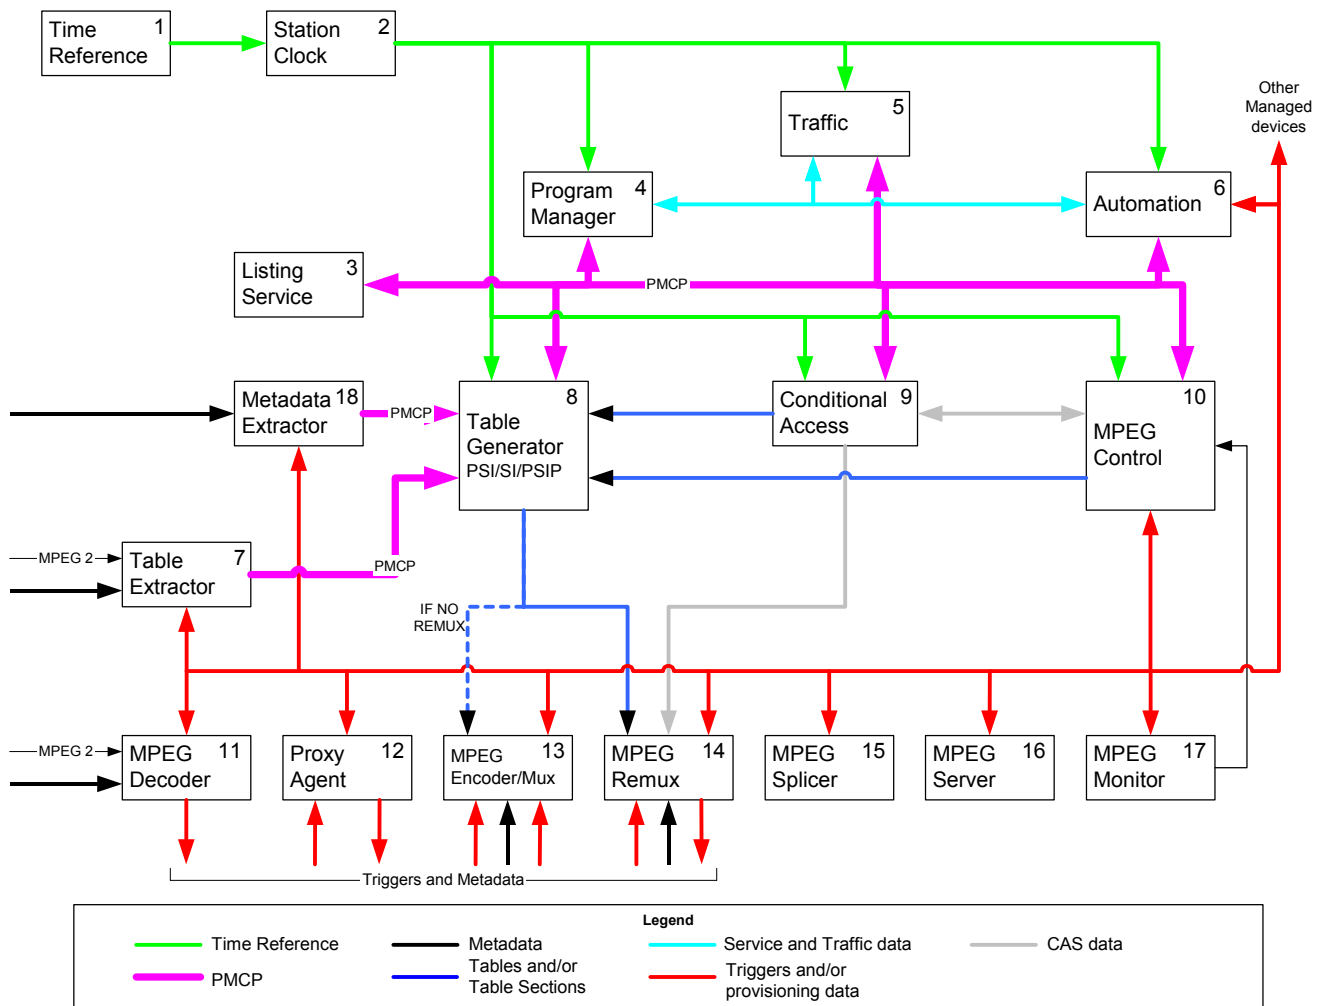 Time
Reference
1
Station
Clock
2
Traffic
5
Other
Managed
devices
Program
Manager
4
Automation
6
Listing
Service
3
PMCP
Metadata
Extractor
18
PMCP
Table
Generator
PSI/SI/PSIP
8
Conditional
Access
9
MPEG
Control
10
MPEG 2
Table
Extractor
7
PMCP
IF NO
REMUX
MPEG 2
MPEG
Decoder
11
Proxy
Agent
12
MPEG
Encoder/Mux
13
MPEG
Remux
14
MPEG
Splicer
15
MPEG
Server
16
MPEG
Monitor
17
Triggers and Metadata
Legend
Time Reference
Metadata
Service and Traffic data
CAS data
PMCP
Tables and/or
Table Sections
Triggers and/or
provisioning data